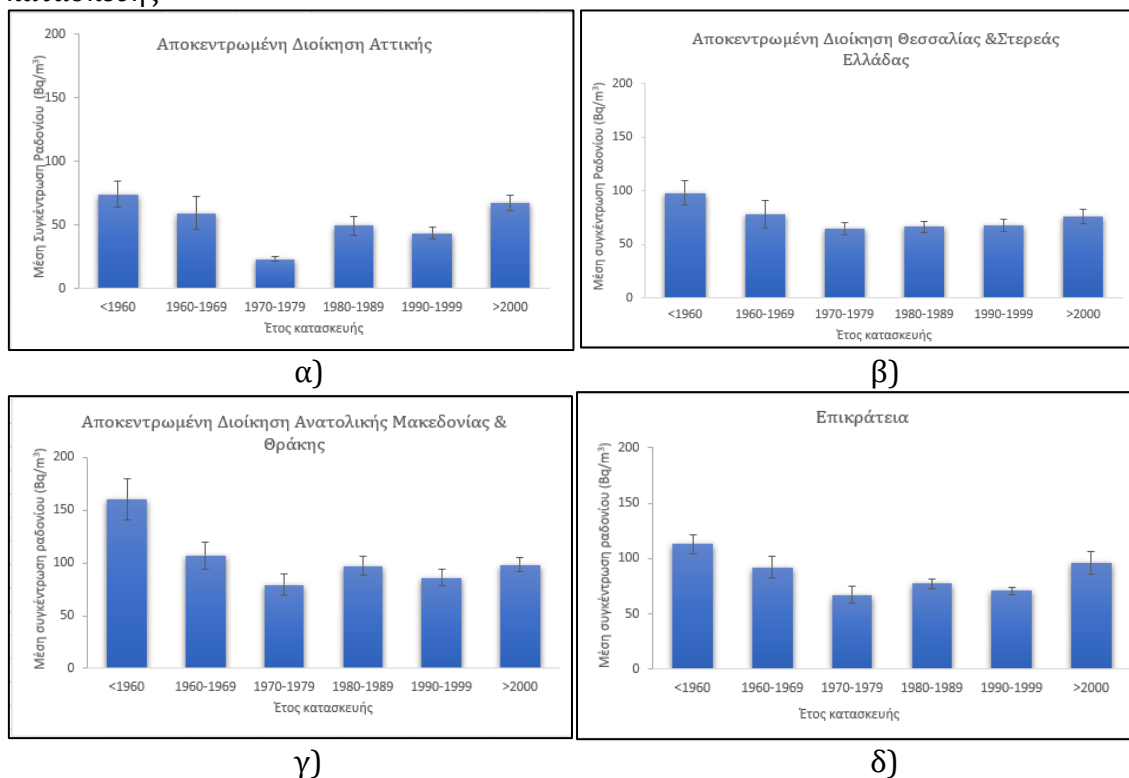 κατασκευής
Αποκεντρωμένη Διοίκηση Αττικής
Μέση Συγκέντρωση Ραδονίου (Bq/m³)
200
150
100
50
0
<1960 1960-1969 1970-1979 1980-1989 1990-1999 >2000
Έτος κατασκευής
α)
Αποκεντρωμένη Διοίκηση Θεσσαλίας &Στερεάς
Ελλάδας
Μέση συγκέντρωση Ραδονίου (Bq/m³)
200
150
100
50
0
<1960 1960-1969 1970-1979 1980-1989 1990-1999 >2000
Έτος κατασκευής
β)
Αποκεντρωμένη Διοίκηση Ανατολικής Μακεδονίας &
Θράκης
Μέση συγκέντρωση ραδονίου (Bq/m³)
200
150
100
50
0
<1960 1960-1969 1970-1979 1980-1989 1990-1999 >2000
Έτος κατασκευής
γ)
Επικράτεια
Μέση συγκέντρωση ραδονίου (Bq/m³)
200
150
100
50
0
<1960 1960-1969 1970-1979 1980-1989 1990-1999 >2000
Έτος κατασκευής
δ)